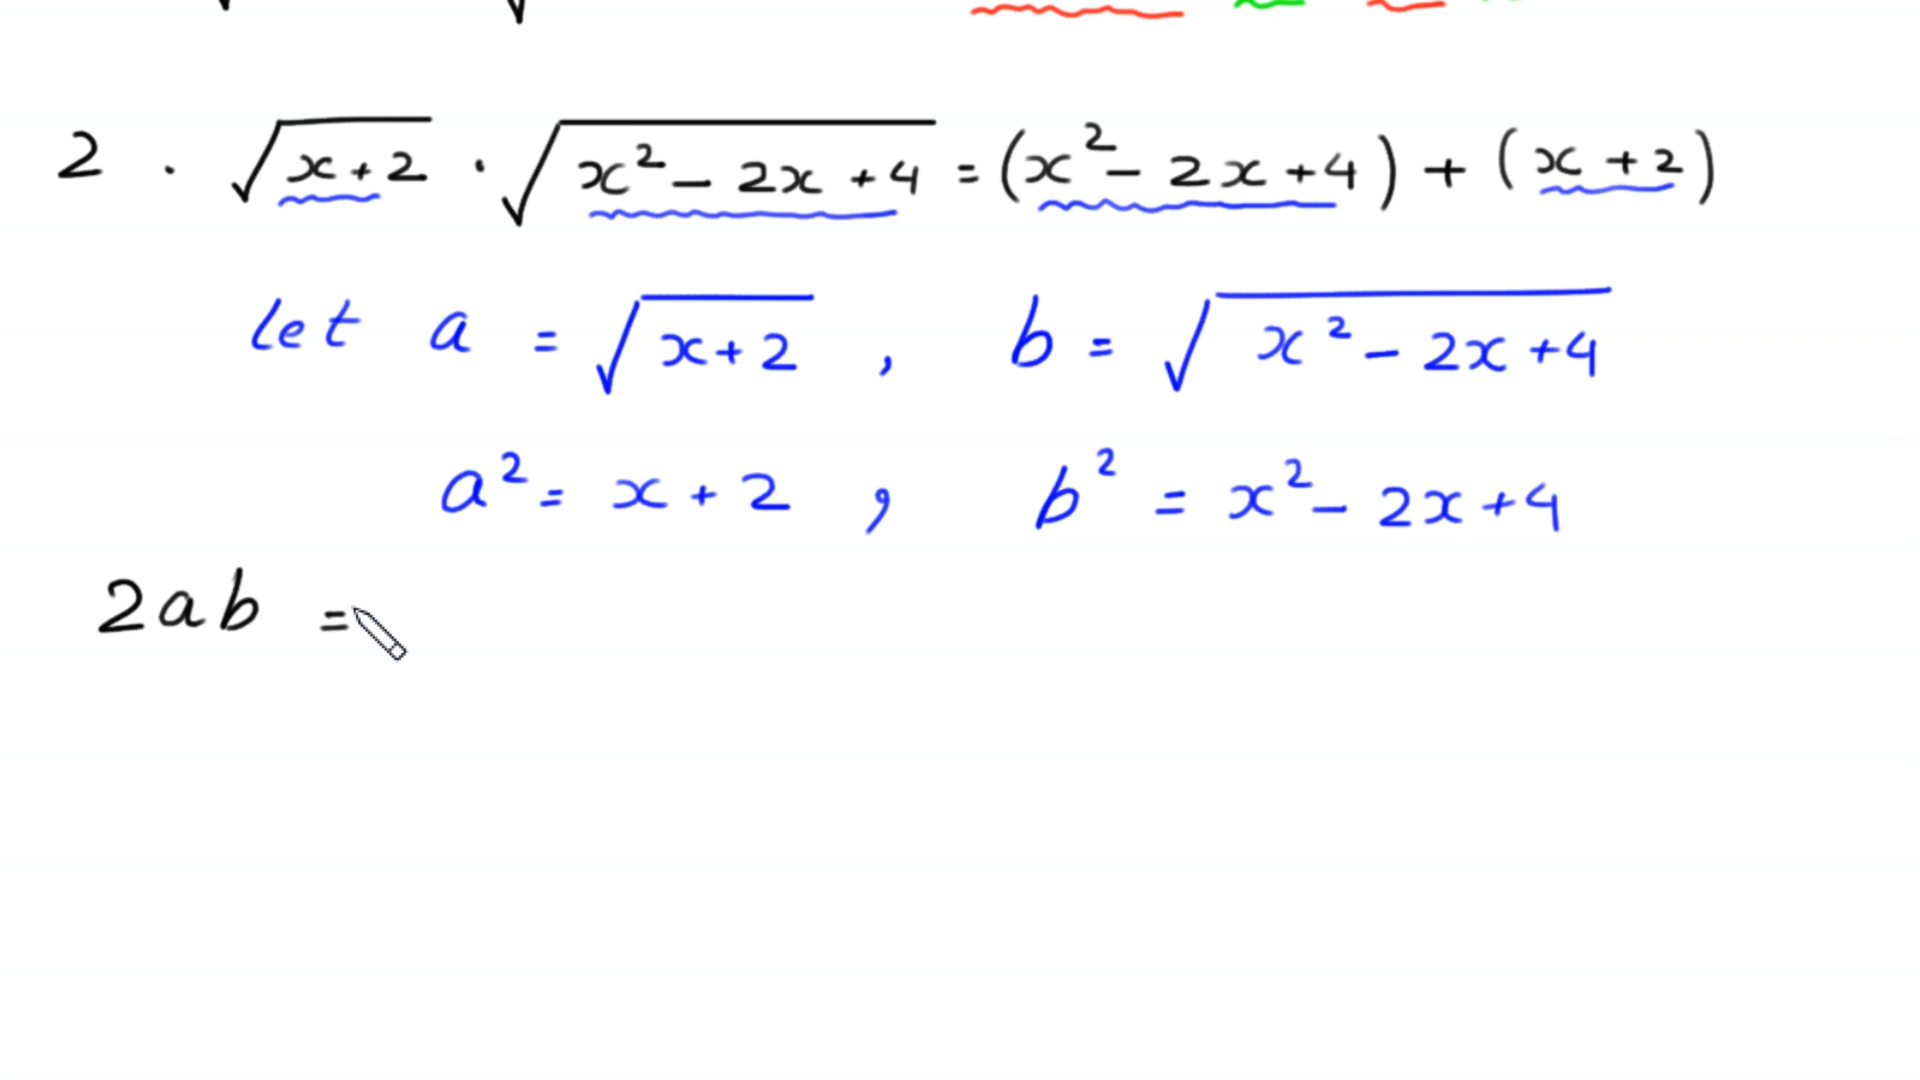 2 . √(x+2) · √(x² - 2x + 4) = (x² - 2x + 4) + (x + 2)
let a = √(x+2) , b = √(x² - 2x + 4)
a² = x + 2 , b² = x² - 2x + 4
2ab =